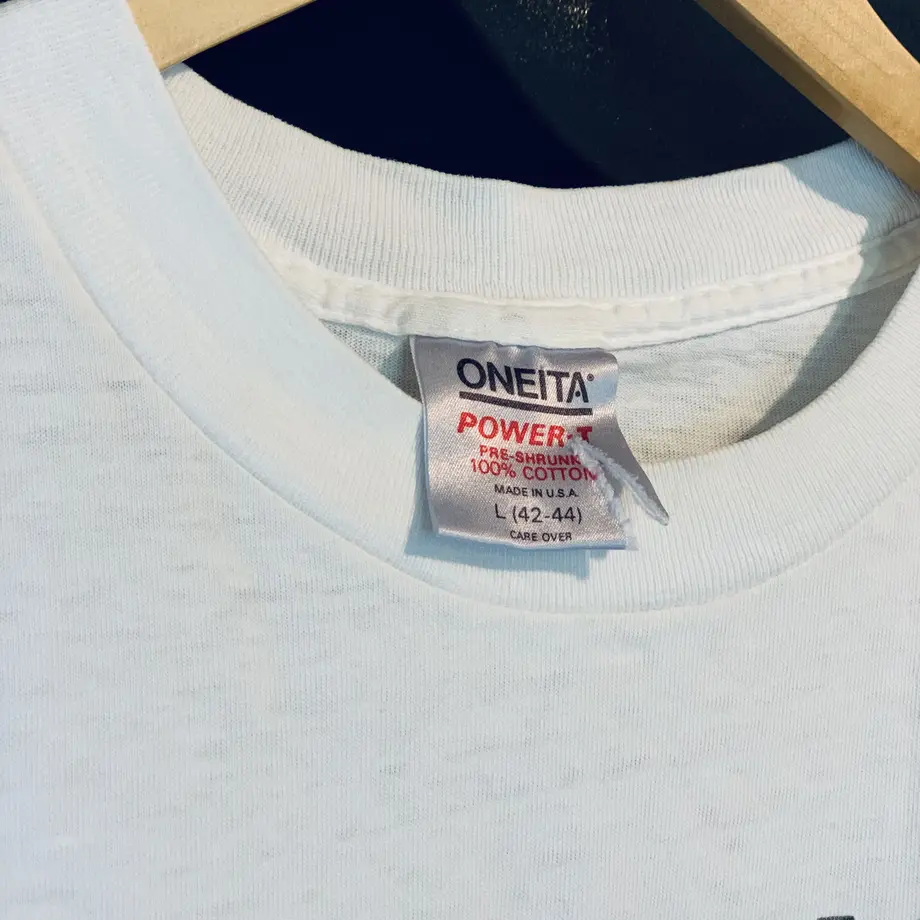 ONEITA®
POWER-T
PRE-SHRUNK
100% COTTON
MADE IN U.S.A.
L (42-44)
CARE OVER